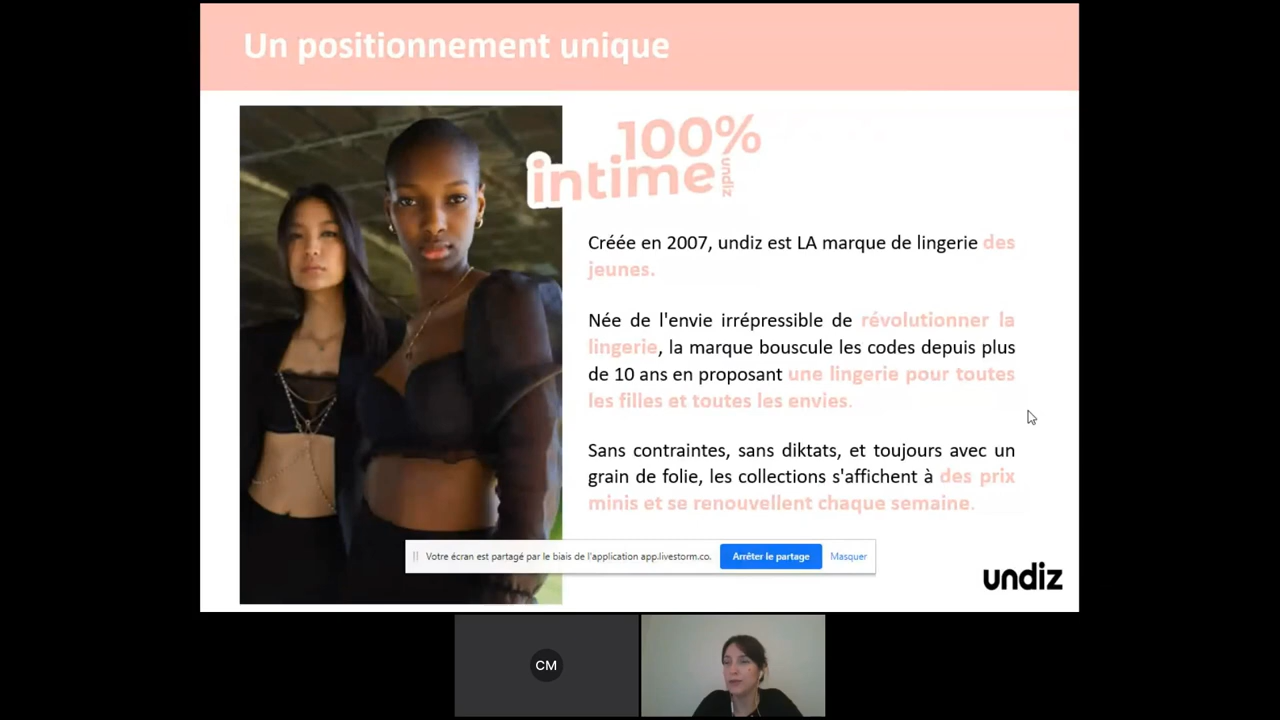 Un positionnement unique
100%
intime
undiz
Créée en 2007, undiz est LA marque de lingerie des
jeunes.
Née de l'envie irrépressible de révolutionner la
lingerie, la marque bouscule les codes depuis plus
de 10 ans en proposant une lingerie pour toutes
les filles et toutes les envies.
Sans contraintes, sans diktats, et toujours avec un
grain de folie, les collections s'affichent à des prix
minis et se renouvellent chaque semaine.
Votre écran est partagé par le biais de l'application app.livestorm.co. Arrêter le partage Masquer
undiz
CM